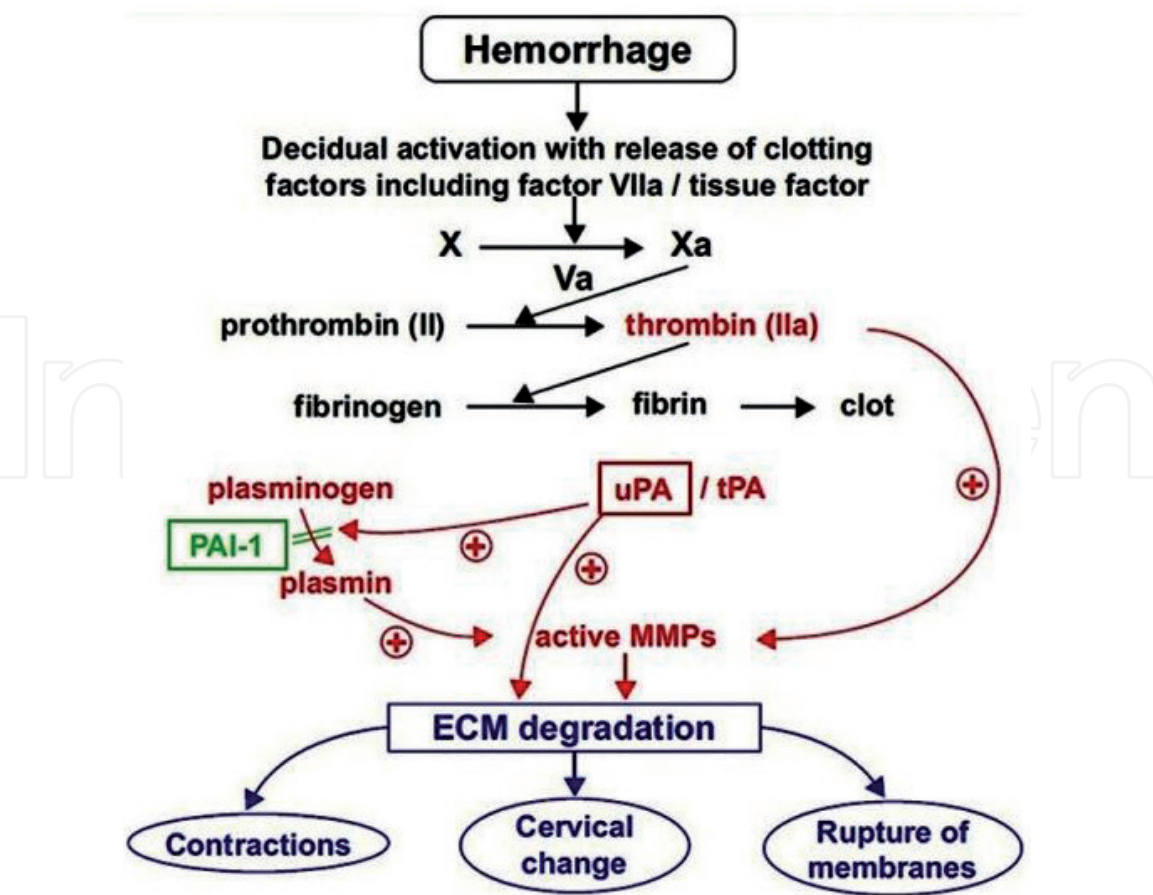 Hemorrhage
Decidual activation with release of clotting
factors including factor VIIa / tissue factor
X
Xa
Va
prothrombin (II)
thrombin (IIa)
fibrinogen
fibrin
clot
plasminogen
uPA / tPA
PAI-1
plasmin
active MMPs
ECM degradation
Contractions
Cervical
change
Rupture of
membranes